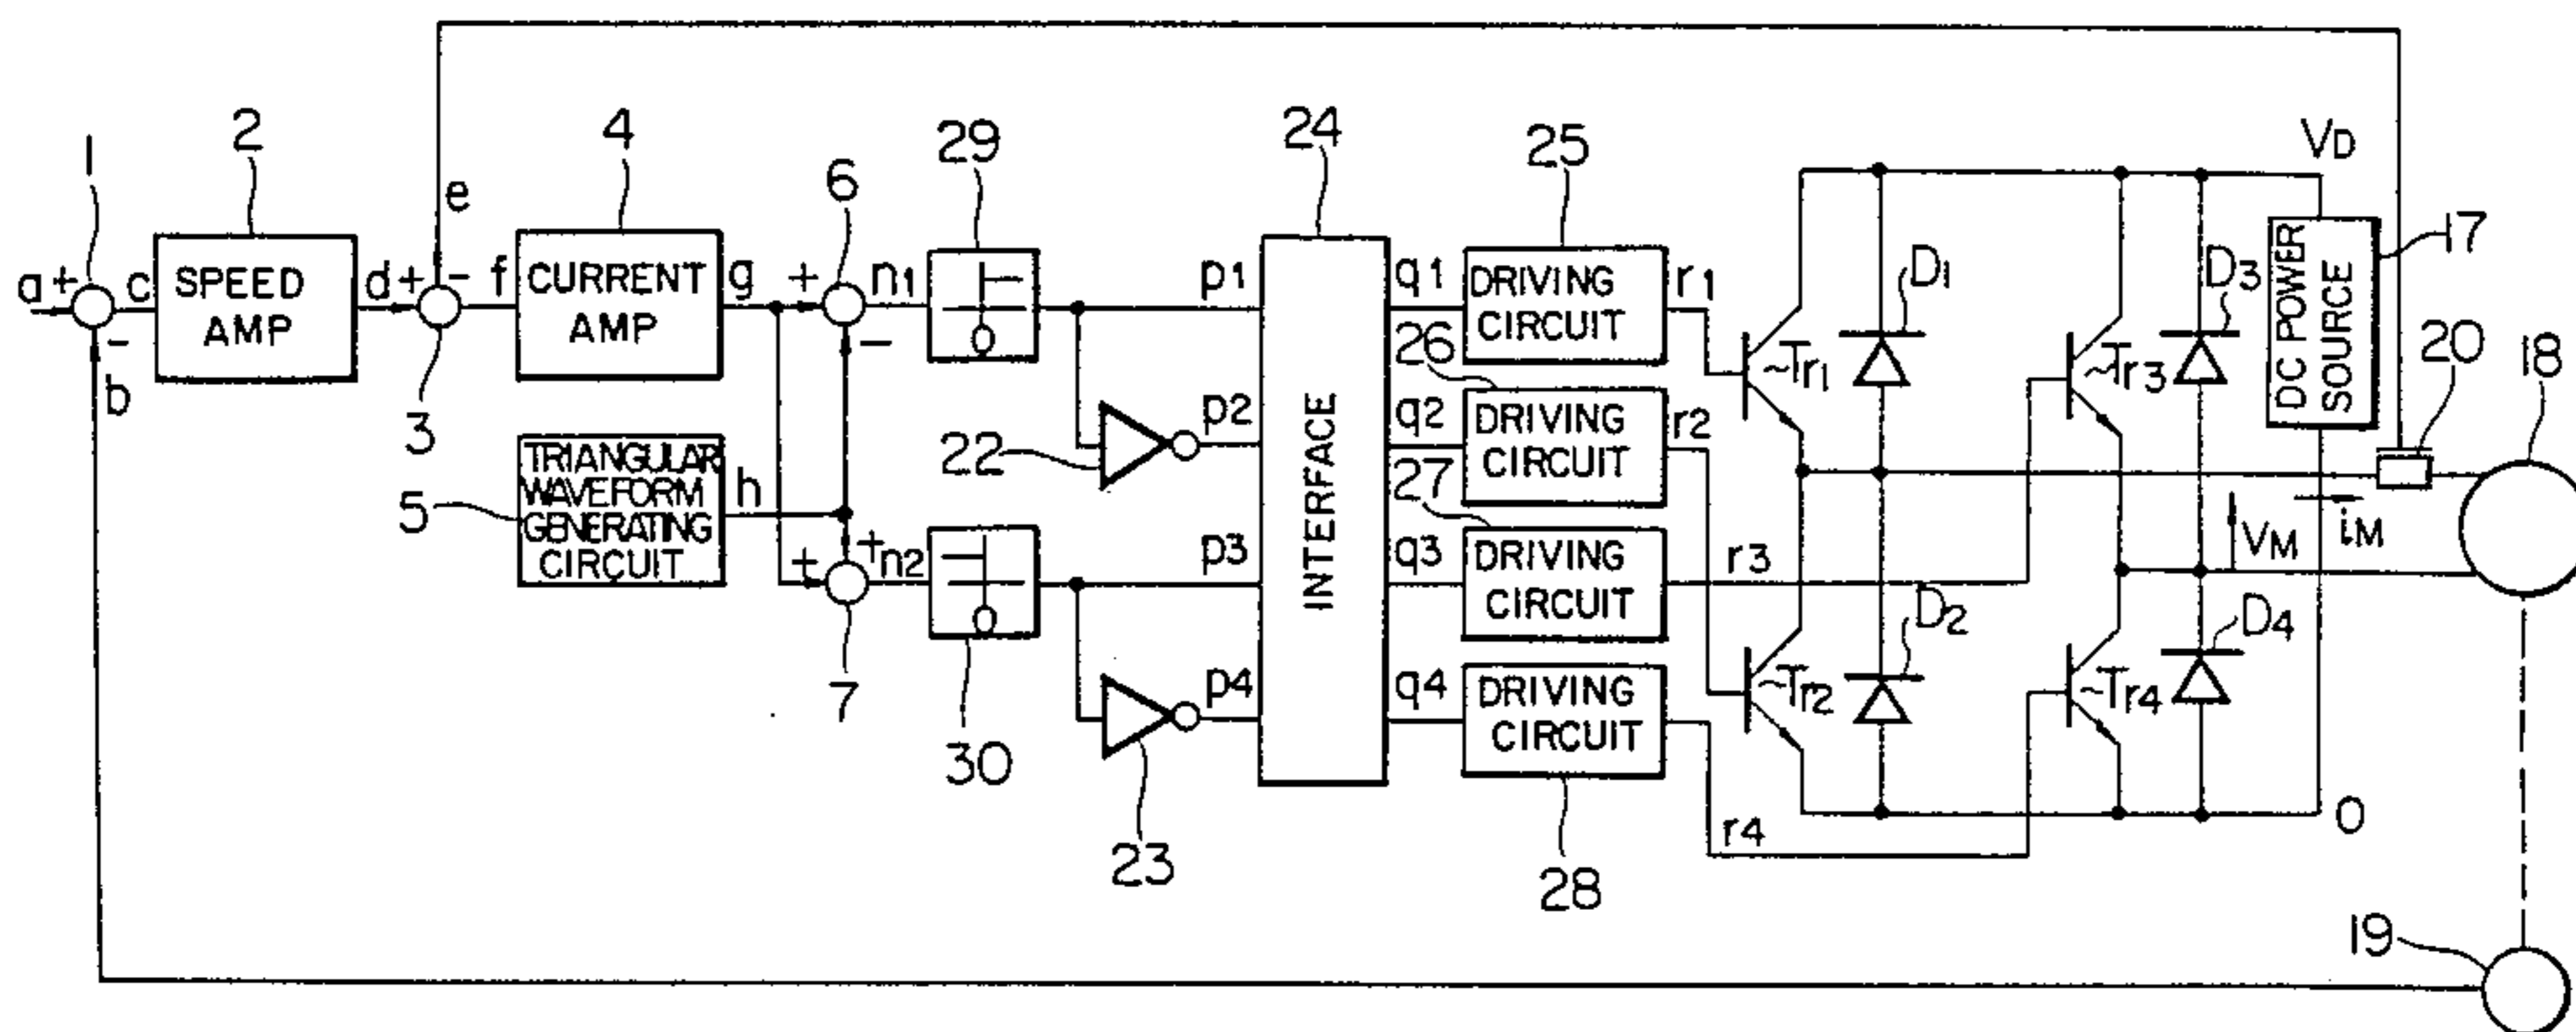 1
a
+
-
b
c
2
SPEED
AMP
d
+
-
e
3
f
4
CURRENT
AMP
g
5
TRIANGULAR
WAVEFORM
GENERATING
CIRCUIT
h
6
+
-
n1
7
+
+
n2
29
0
30
0
22
23
p1
p2
p3
p4
24
INTERFACE
q1
q2
q3
q4
25
DRIVING
CIRCUIT
26
DRIVING
CIRCUIT
27
DRIVING
CIRCUIT
28
DRIVING
CIRCUIT
r1
r2
r3
r4
Tr1
Tr2
Tr3
Tr4
D1
D2
D3
D4
VD
DC POWER
SOURCE
17
20
18
VM
iM
0
19